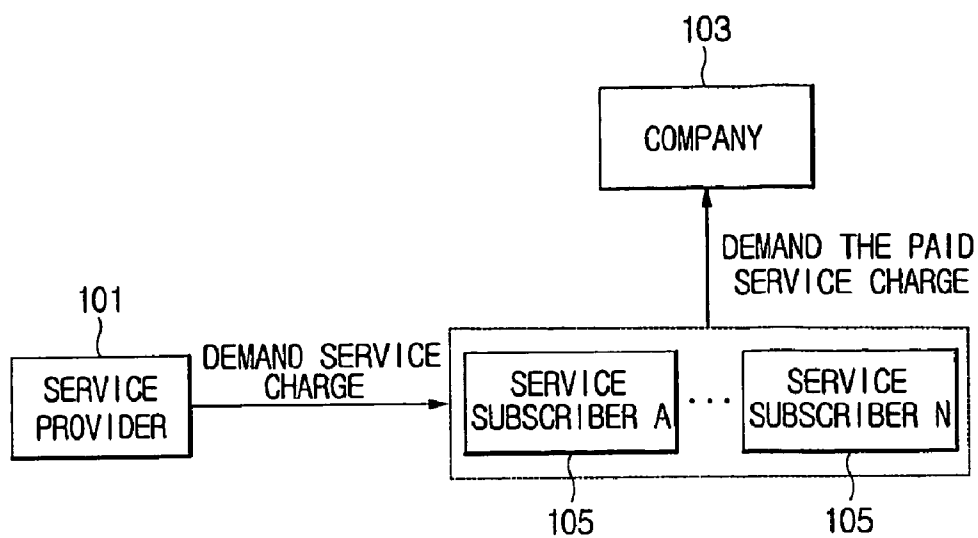 103
COMPANY
DEMAND THE PAID
SERVICE CHARGE
101
SERVICE
PROVIDER
DEMAND SERVICE
CHARGE
SERVICE
SUBSCRIBER A
...
SERVICE
SUBSCRIBER N
105
105